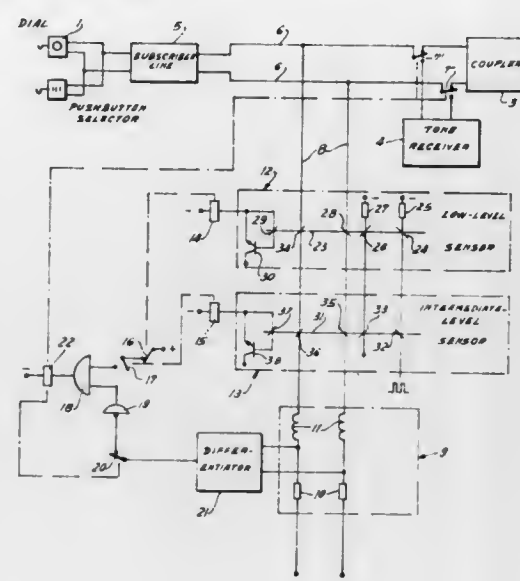 DIAL
1
5
SUBSCRIBLE
LINE
6
6
7'
7"
COUPLER
3
PUSHBUTTON
SELECTOR
4
TONE
RECEIVER
8
12
14
29
34
23
28
27
26
25
24
LOW-LEVEL
SENSOR
30
15
37
31
35
33
32
INTERMEDIATE-
LEVEL
SENSOR
38
36
13
16
+
17
22
18
19
20
11
9
DIFFER-
ENTIATOR
21
10